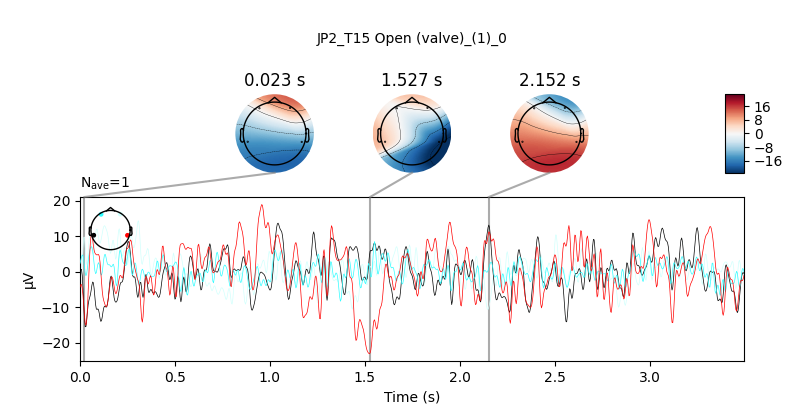 JP2_T15 Open (valve)_(1)_0
0.023 s 1.527 s 2.152 s
16
8
0
−8
−16
Nave=1
20
10
0
−10
−20
µV
0.0 0.5 1.0 1.5 2.0 2.5 3.0
Time (s)